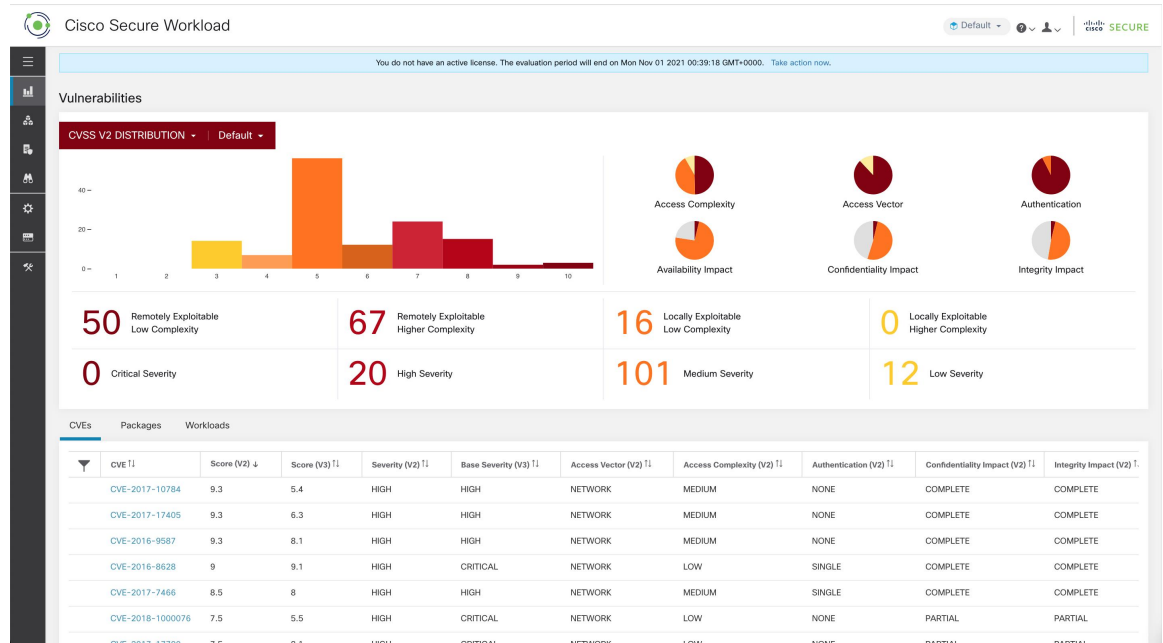 Cisco Secure Workload
Default
cisco SECURE
You do not have an active license. The evaluation period will end on Mon Nov 01 2021 00:39:18 GMT+0000. Take action now.
Vulnerabilities
CVSS V2 DISTRIBUTION | Default
40
20
0
1 2 3 4 5 6 7 8 9 10
Access Complexity
Access Vector
Authentication
Availability Impact
Confidentiality Impact
Integrity Impact
50 Remotely Exploitable
Low Complexity
67 Remotely Exploitable
Higher Complexity
16 Locally Exploitable
Low Complexity
0 Locally Exploitable
Higher Complexity
0 Critical Severity
20 High Severity
101 Medium Severity
12 Low Severity
CVEs Packages Workloads
CVE Score (V2) Score (V3) Severity (V2) Base Severity (V3) Access Vector (V2) Access Complexity (V2) Authentication (V2) Confidentiality Impact (V2) Integrity Impact (V2)
CVE-2017-10784 9.3 5.4 HIGH HIGH NETWORK MEDIUM NONE COMPLETE COMPLETE
CVE-2017-17405 9.3 6.3 HIGH HIGH NETWORK MEDIUM NONE COMPLETE COMPLETE
CVE-2016-9587 9.3 8.1 HIGH HIGH NETWORK MEDIUM NONE COMPLETE COMPLETE
CVE-2016-8628 9 9.1 HIGH CRITICAL NETWORK LOW SINGLE COMPLETE COMPLETE
CVE-2017-7466 8.5 8 HIGH HIGH NETWORK MEDIUM SINGLE COMPLETE COMPLETE
CVE-2018-1000076 7.5 5.5 HIGH CRITICAL NETWORK LOW NONE PARTIAL PARTIAL